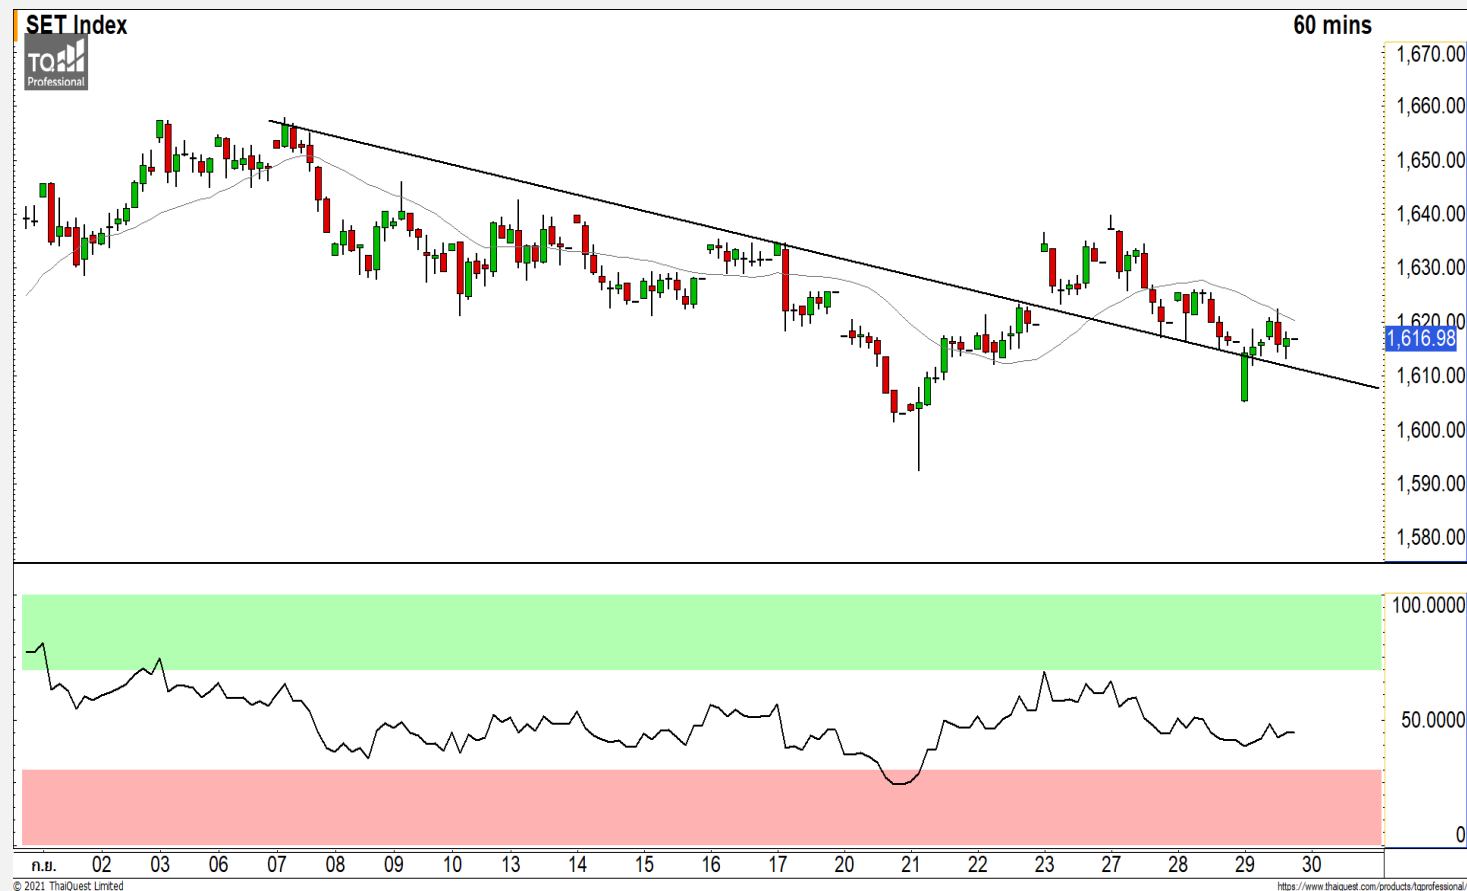 SET Index
60 mins
TQ
Professional
1,670.00
1,660.00
1,650.00
1,640.00
1,630.00
1,620.00
1,616.98
1,610.00
1,600.00
1,590.00
1,580.00
100.0000
50.0000
0
ก.ย. 02 03 06 07 08 09 10 13 14 15 16 17 20 21 22 23 27 28 29 30
© 2021 ThaiQuest Limited
https://www.thaiquest.com/products/tqprofessional/